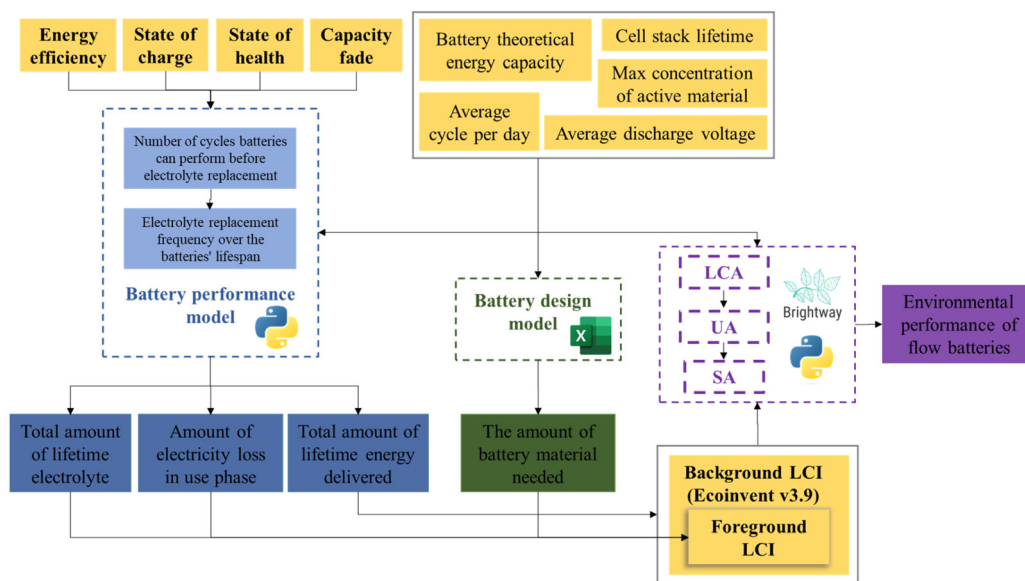 Energy
efficiency
State of
charge
State of
health
Capacity
fade
Battery theoretical
energy capacity
Cell stack lifetime
Max concentration
of active material
Average
cycle per day
Average discharge voltage
Number of cycles batteries
can perform before
electrolyte replacement
Electrolyte replacement
frequency over the
batteries' lifespan
Battery performance
model
Battery design
model
X
LCA
UA
SA
Brightway
Environmental
performance of
flow batteries
Total amount
of lifetime
electrolyte
Amount of
electricity loss
in use phase
Total amount of
lifetime energy
delivered
The amount of
battery material
needed
Background LCI
(Ecoinvent v3.9)
Foreground
LCI